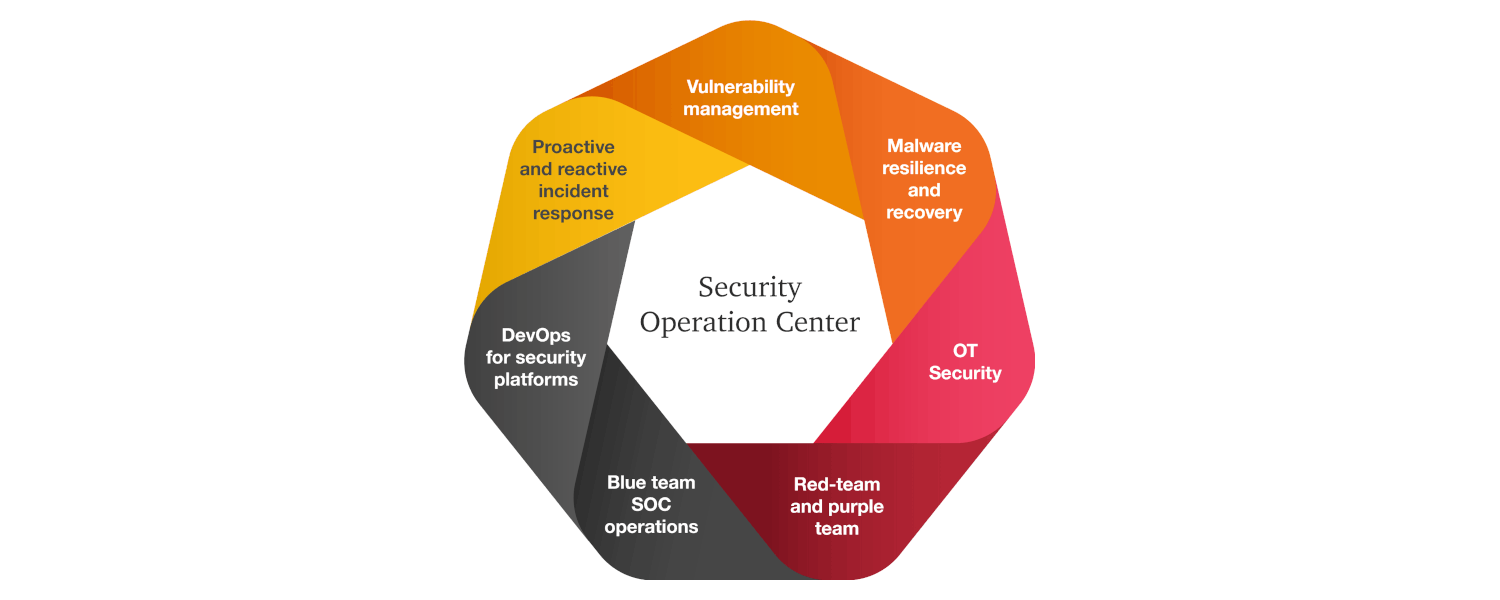 Vulnerability
management
Malware
resilience
and
recovery
OT
Security
Red-team
and purple
team
Blue team
SOC
operations
DevOps
for security
platforms
Proactive
and reactive
incident
response
Security
Operation Center